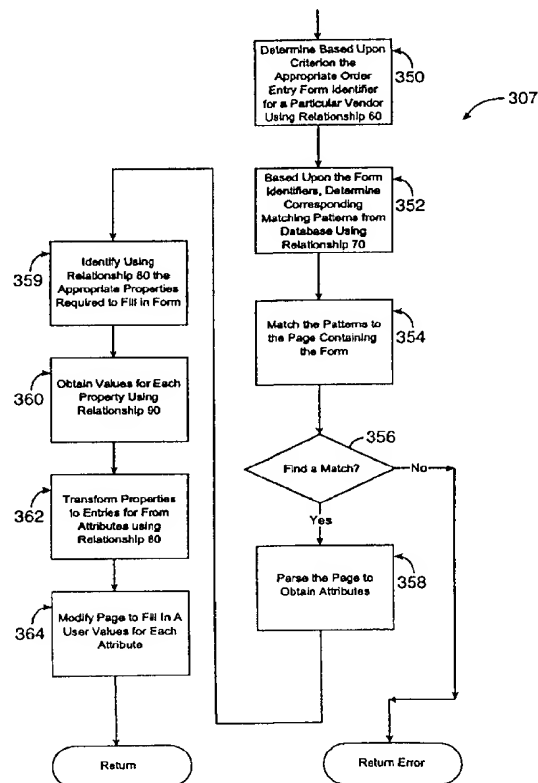 Determine Based Upon
Criterion the
Appropriate Order
Entry Form Identifier
for a Particular Vendor
Using Relationship 60
350
307
Based Upon the Form
Identifiers, Determine
Corresponding
Matching Patterns from
Database Using
Relationship 70
352
Match the Patterns to
the Page Containing
the Form
354
Find a Match?
356
No
Yes
Parse the Page to
Obtain Attributes
358
Identify Using
Relationship 80 the
Appropriate Properties
Required to Fill in Form
359
Obtain Values for Each
Property Using
Relationship 90
360
Transform Properties
to Entries for From
Attributes using
Relationship 80
362
Modify Page to Fill In A
User Values for Each
Attribute
364
Return
Return Error